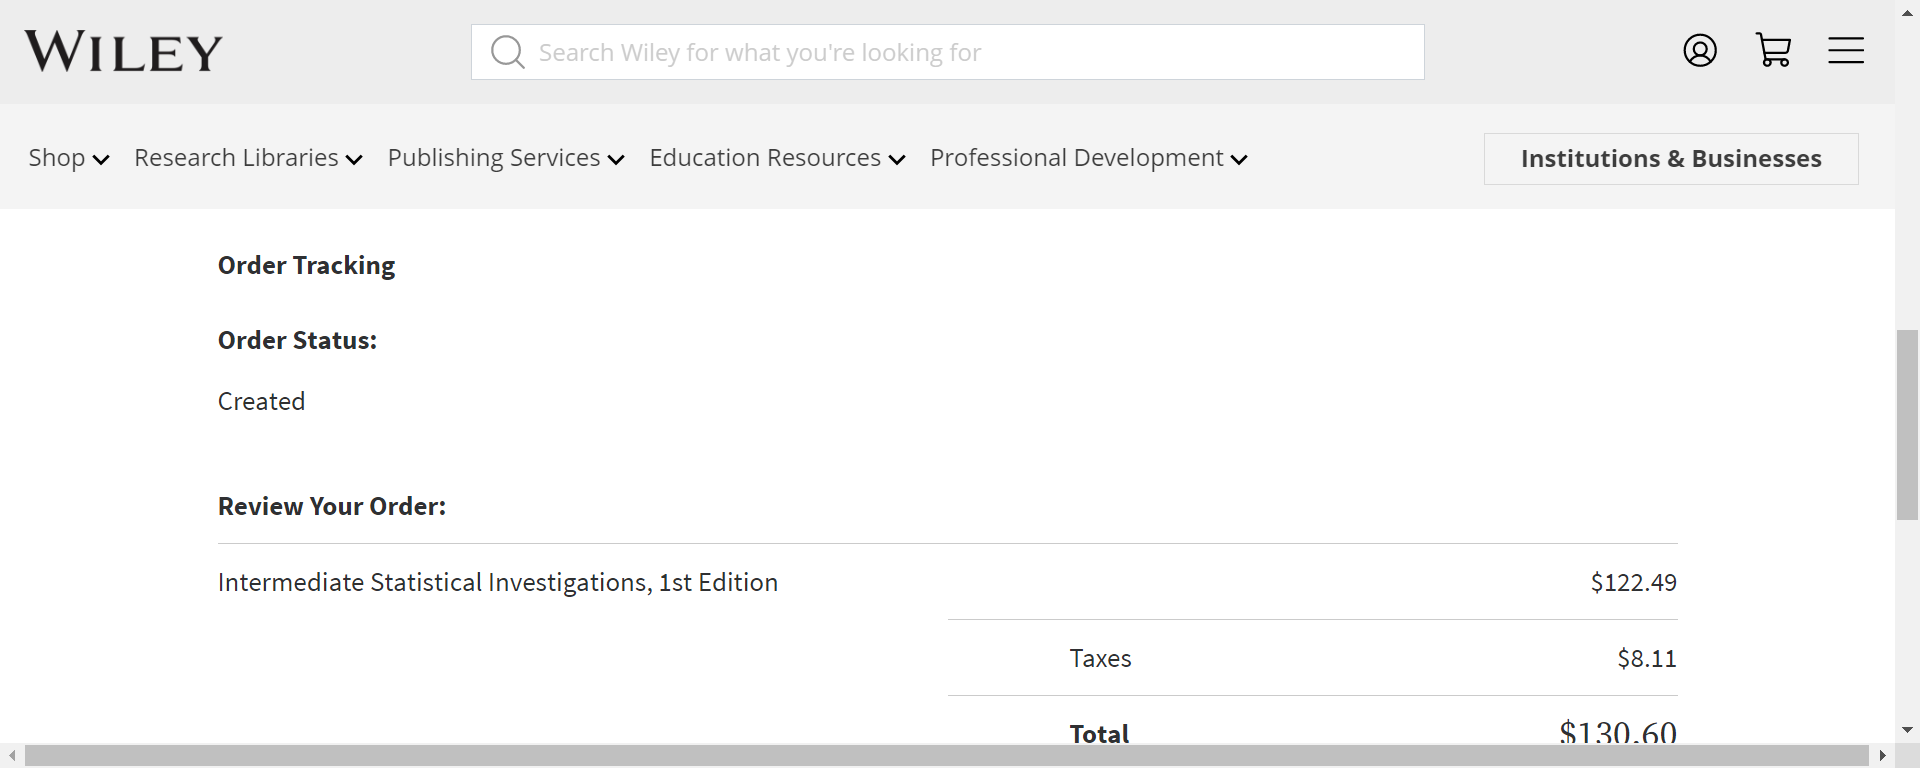 WILEY
Search Wiley for what you're looking for
Shop Research Libraries Publishing Services Education Resources Professional Development Institutions & Businesses
Order Tracking
Order Status:
Created
Review Your Order:
Intermediate Statistical Investigations, 1st Edition $122.49
Taxes $8.11
Total $130.60